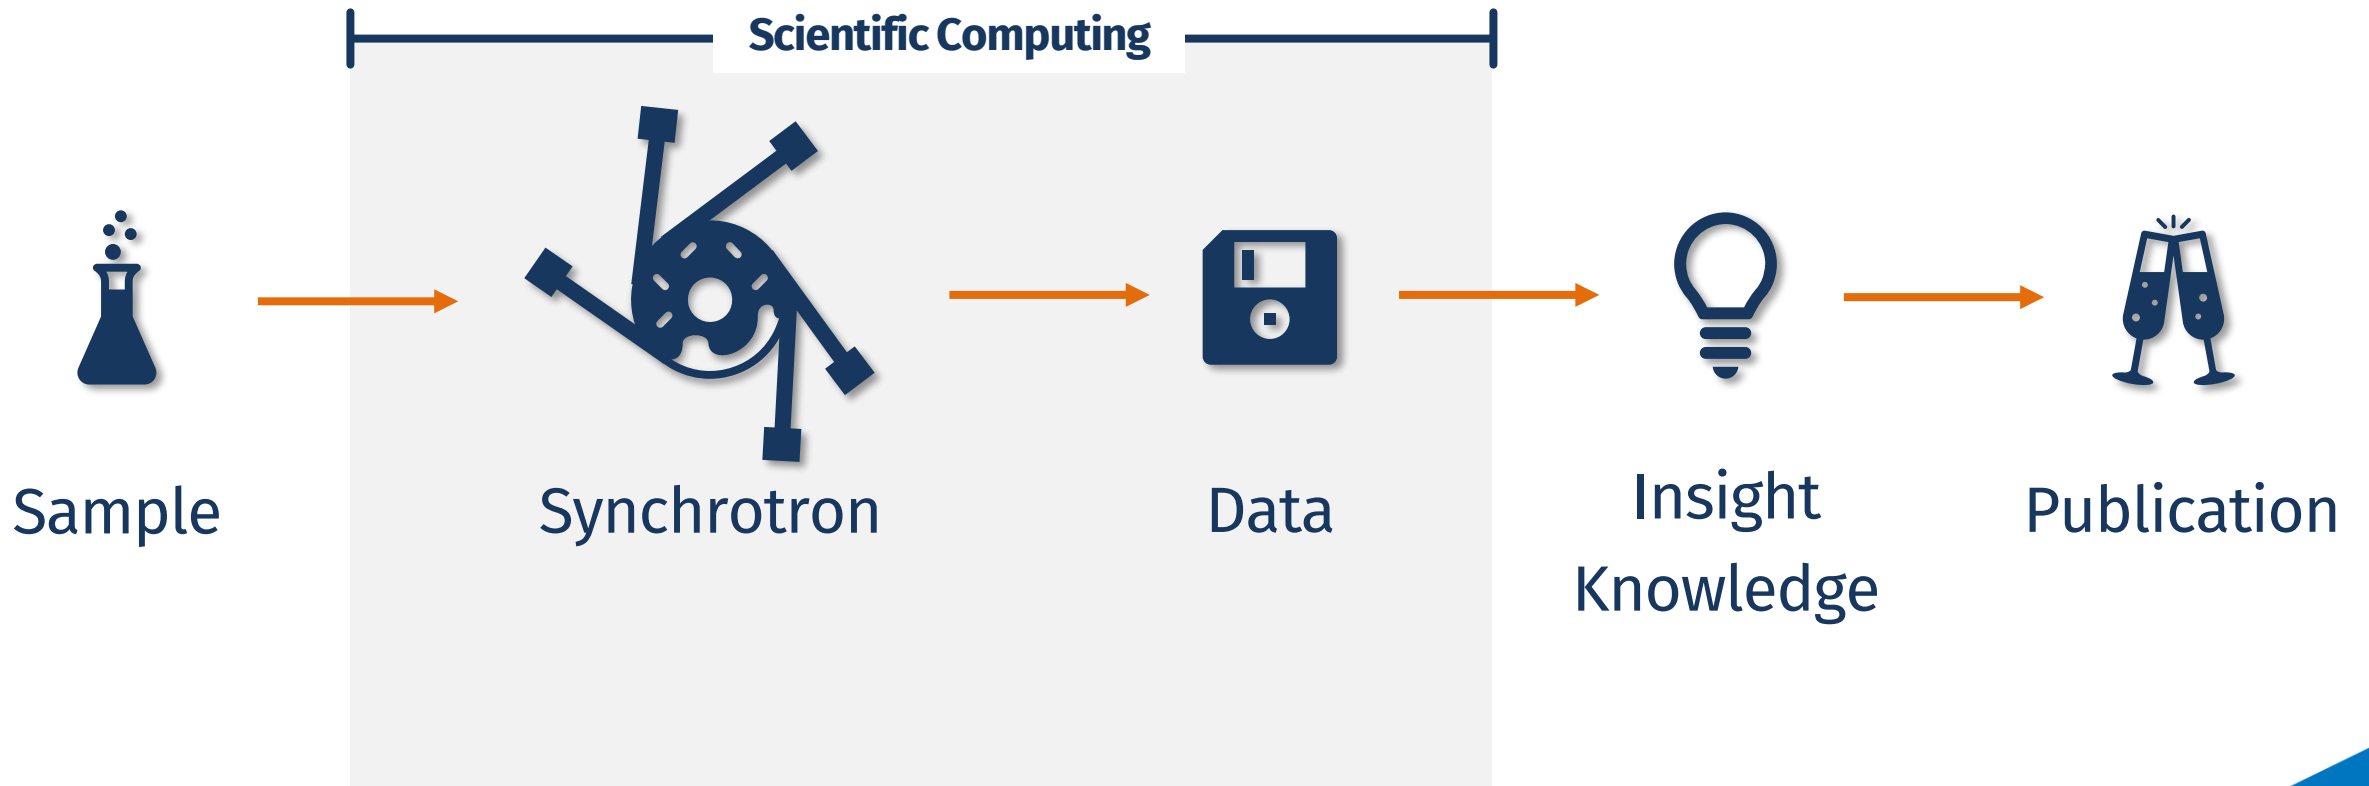 Scientific Computing
Sample
Synchrotron
Data
Insight
Knowledge
Publication